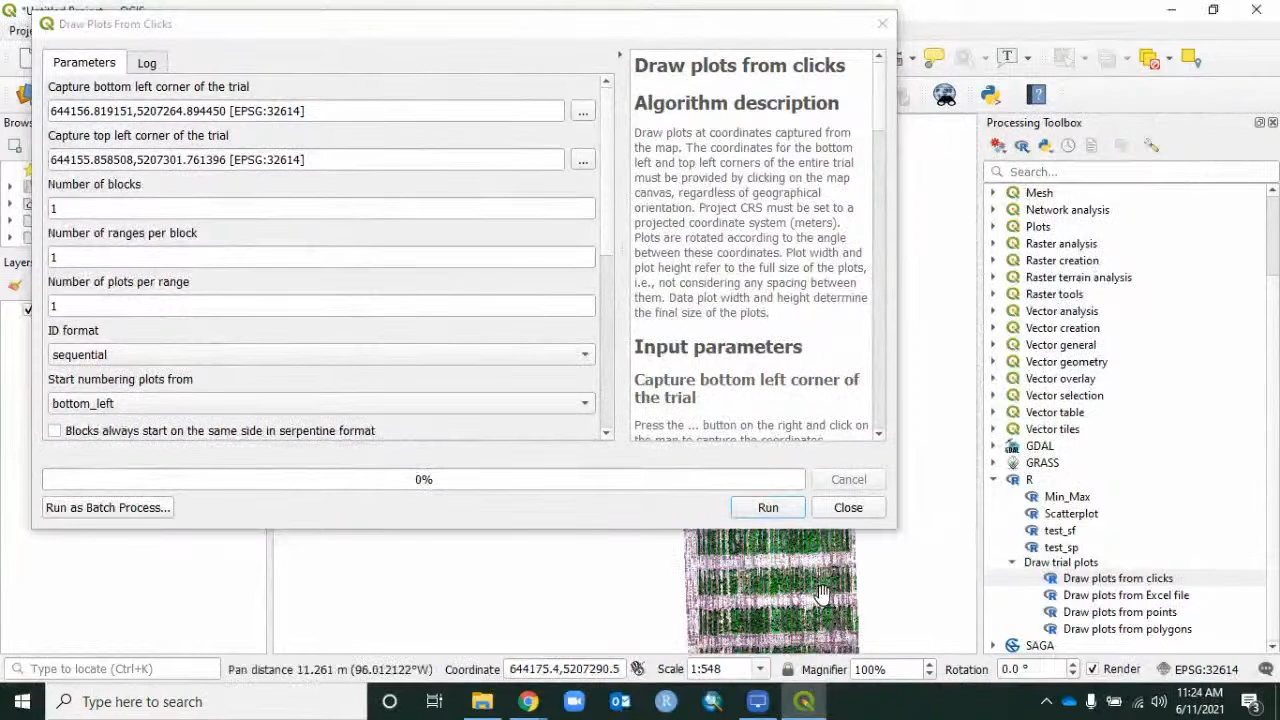 Draw Plots From Clicks
Parameters
Log
Capture bottom left corner of the trial
644156.819151,5207264.894450 [EPSG:32614]
...
Capture top left corner of the trial
644155.858508,5207301.761396 [EPSG:32614]
...
Number of blocks
1
Number of ranges per block
1
Number of plots per range
1
ID format
sequential
Start numbering plots from
bottom_left
Blocks always start on the same side in serpentine format
0%
Cancel
Run as Batch Process...
Run
Close
Draw plots from clicks
Algorithm description
Draw plots at coordinates captured from
the map. The coordinates for the bottom
left and top left corners of the entire trial
must be provided by clicking on the map
canvas, regardless of geographical
orientation. Project CRS must be set to a
projected coordinate system (meters).
Plots are rotated according to the angle
between these coordinates. Plot width and
plot height refer to the full size of the plots,
i.e., not considering any spacing between
them. Data plot width and height determine
the final size of the plots.
Input parameters
Capture bottom left corner of
the trial
Press the ... button on the right and click on
the map to capture the coordinates
Processing Toolbox
Search...
Mesh
Network analysis
Plots
Raster analysis
Raster creation
Raster terrain analysis
Raster tools
Vector analysis
Vector creation
Vector general
Vector geometry
Vector overlay
Vector selection
Vector table
Vector tiles
GDAL
GRASS
R
Min_Max
Scatterplot
test_sf
test_sp
Draw trial plots
Draw plots from clicks
Draw plots from Excel file
Draw plots from points
Draw plots from polygons
SAGA
Type to locate (Ctrl+K)
Pan distance 11.261 m (96.012122°W)
Coordinate
644175.4,5207290.5
Scale
1:548
Magnifier
100%
Rotation
0.0 °
Render
EPSG:32614
Type here to search
11:24 AM
6/11/2021
3